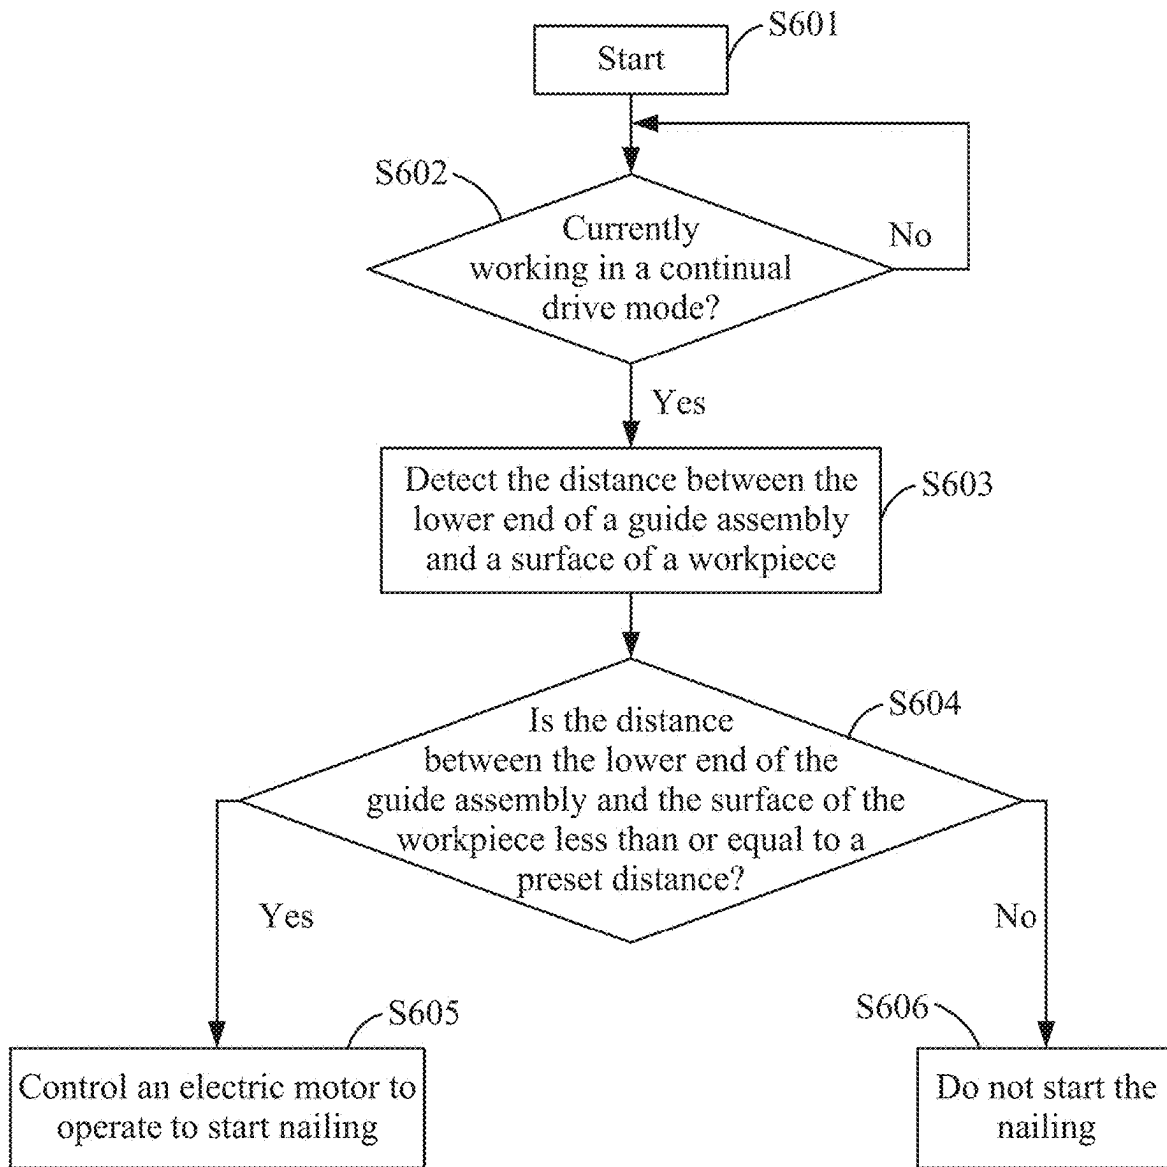 S601
Start
S602
Currently
working in a continual
drive mode?
No
Yes
Detect the distance between the
lower end of a guide assembly
and a surface of a workpiece
S603
S604
Is the distance
between the lower end of the
guide assembly and the surface of the
workpiece less than or equal to a
preset distance?
Yes
No
S605
S606
Control an electric motor to
operate to start nailing
Do not start the
nailing